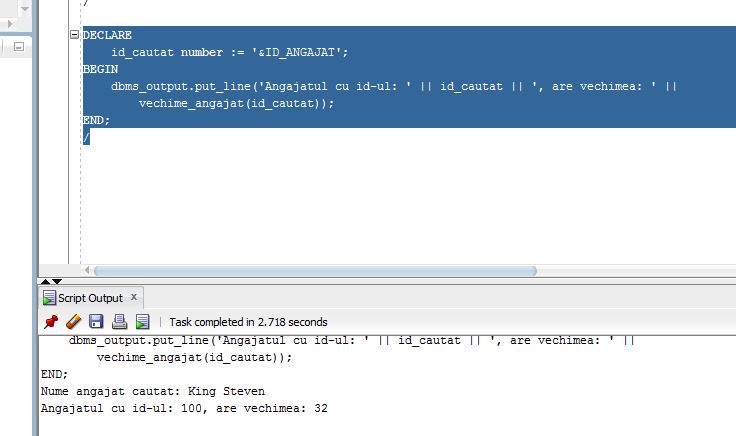 /
DECLARE
id_cautat number := '&ID_ANGAJAT';
BEGIN
dbms_output.put_line('Angajatul cu id-ul: ' || id_cautat || ', are vechimea: ' ||
vechime_angajat(id_cautat));
END;
/
Script Output x
Task completed in 2.718 seconds
dbms_output.put_line('Angajatul cu id-ul: ' || id_cautat || ', are vechimea: ' ||
vechime_angajat(id_cautat));
END;
Nume angajat cautat: King Steven
Angajatul cu id-ul: 100, are vechimea: 32